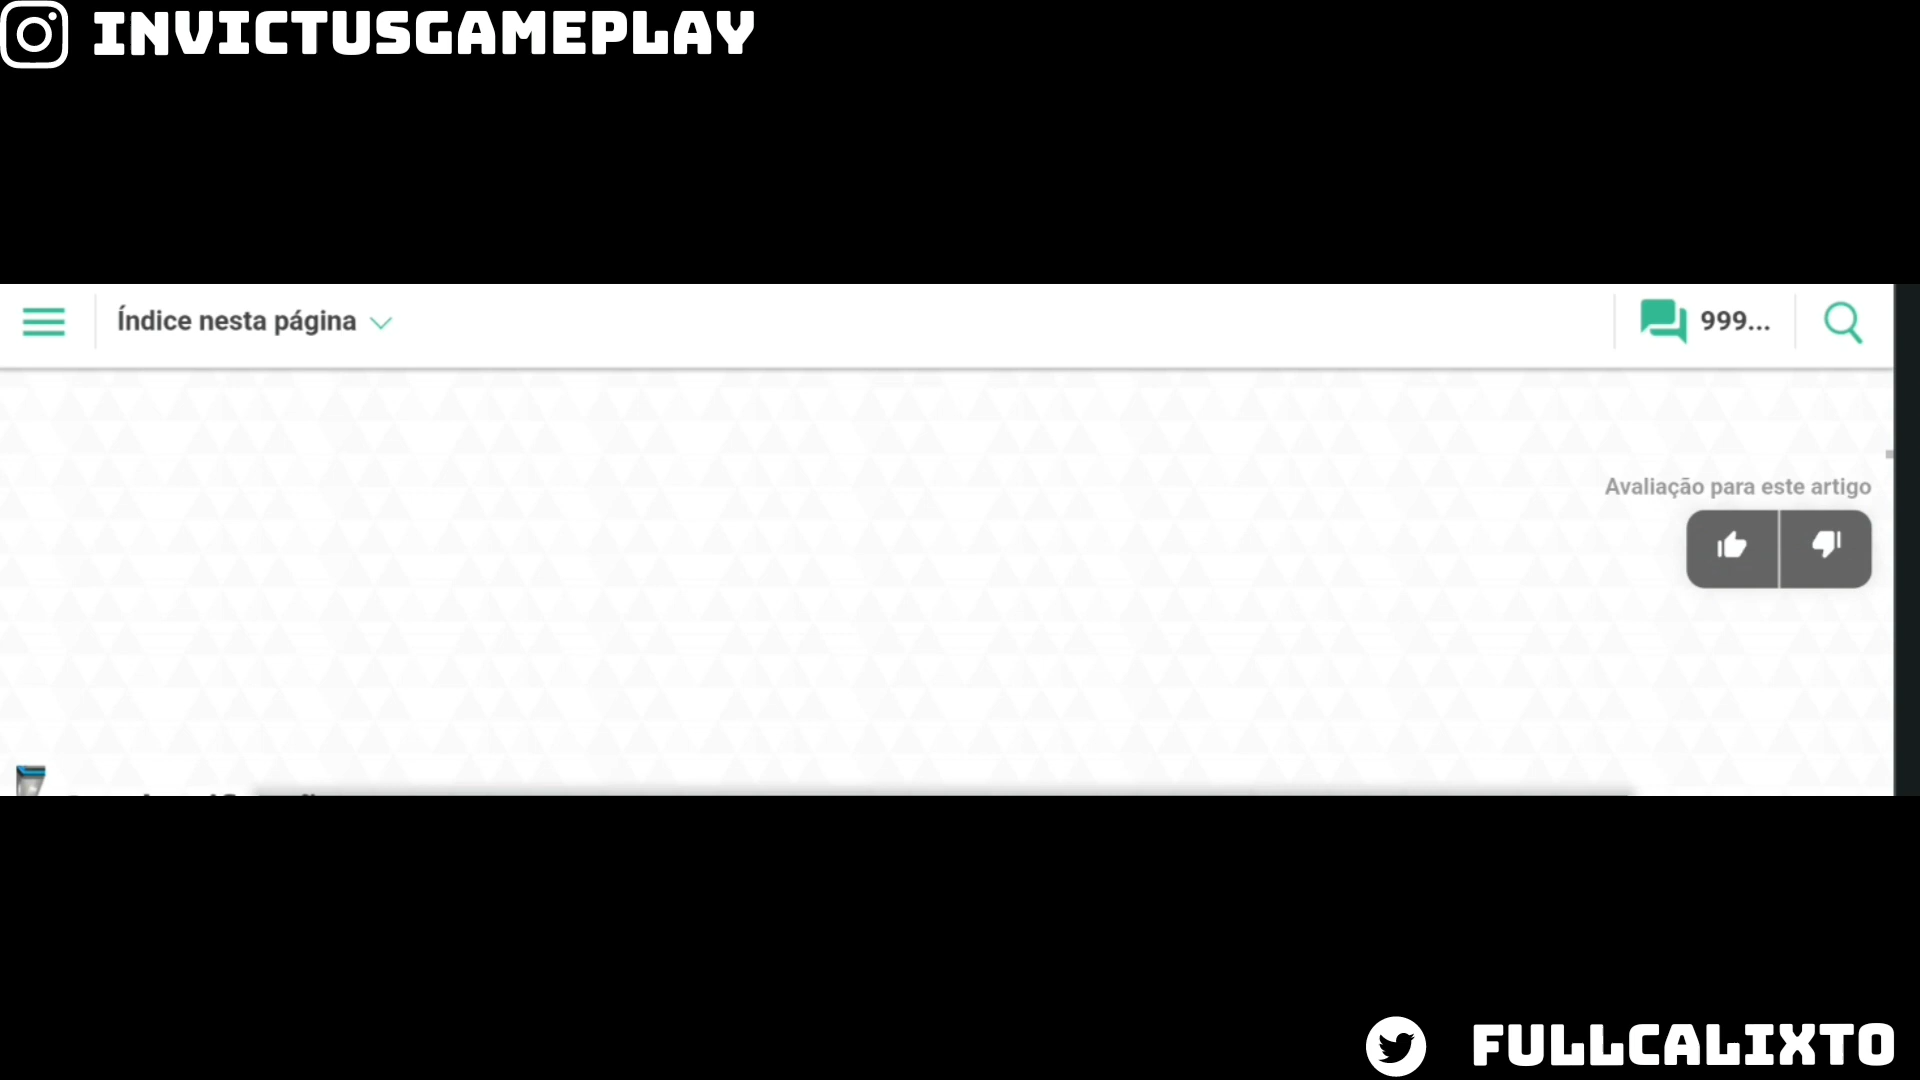 INVICTUSGAMEPLAY
Índice nesta página
999...
Avaliação para este artigo
FULLCALIXTO